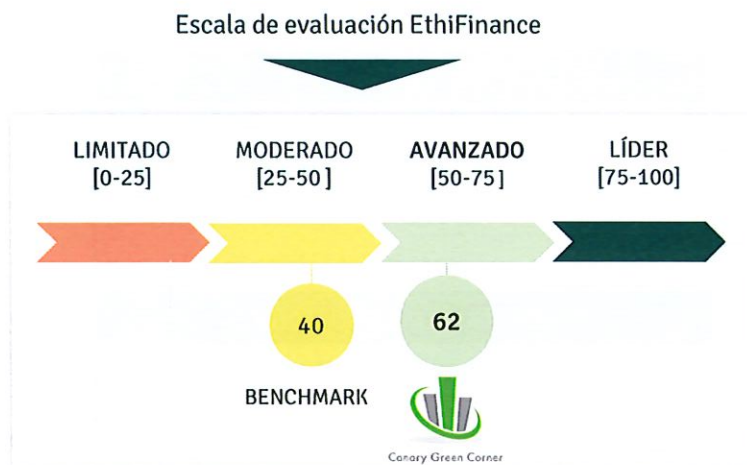 Escala de evaluación EthiFinance
LIMITADO
[0-25]
MODERADO
[25-50 ]
AVANZADO
[50-75]
LÍDER
[75-100]
40
62
BENCHMARK
Canary Green Corner